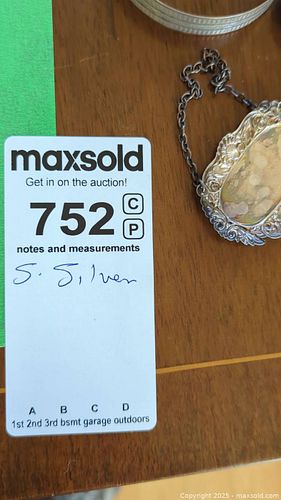 maxsold
Get in on the auction!
752 C
P
notes and measurements
S. Silver
A B C D
1st 2nd 3rd bsmt garage outdoors
Copyright 2025 - maxsold.com